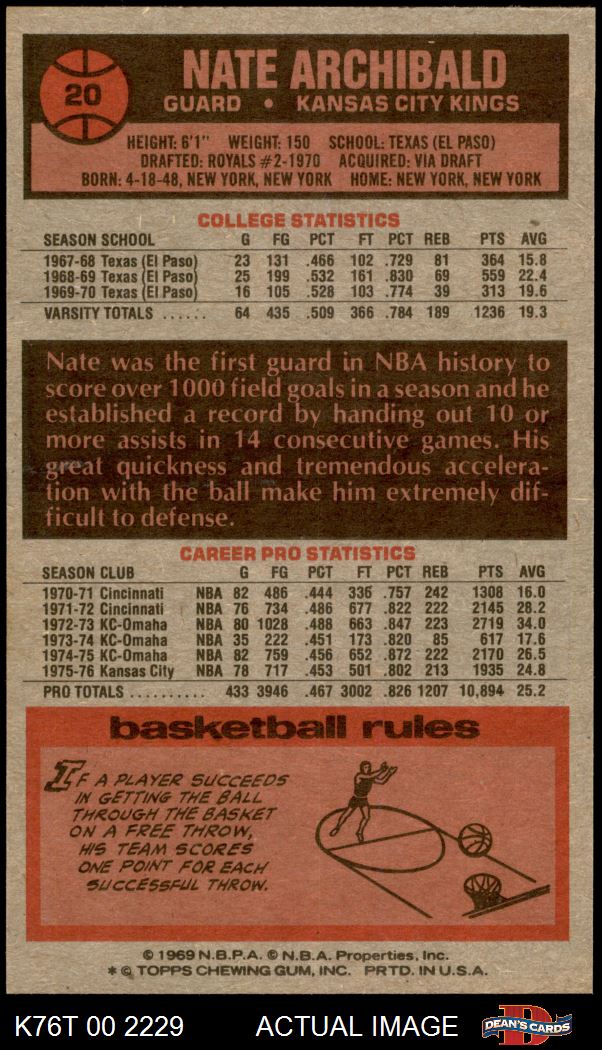 20
NATE ARCHIBALD
GUARD • KANSAS CITY KINGS
HEIGHT: 6'1" WEIGHT: 150 SCHOOL: TEXAS (EL PASO)
DRAFTED: ROYALS #2-1970 ACQUIRED: VIA DRAFT
BORN: 4-18-48, NEW YORK, NEW YORK HOME: NEW YORK, NEW YORK
COLLEGE STATISTICS
SEASON SCHOOL G FG PCT FT PCT REB PTS AVG
1967-68 Texas (El Paso) 23 131 .466 102 .729 81 364 15.8
1968-69 Texas (El Paso) 25 199 .532 161 .830 69 559 22.4
1969-70 Texas (El Paso) 16 105 .528 103 .774 39 313 19.6
VARSITY TOTALS ...... 64 435 .509 366 .784 189 1236 19.3
Nate was the first guard in NBA history to
score over 1000 field goals in a season and he
established a record by handing out 10 or
more assists in 14 consecutive games. His
great quickness and tremendous accelera-
tion with the ball make him extremely dif-
ficult to defense.
CAREER PRO STATISTICS
SEASON CLUB G FG PCT FT PCT REB PTS AVG
1970-71 Cincinnati NBA 82 486 .444 336 .757 242 1308 16.0
1971-72 Cincinnati NBA 76 734 .486 677 .822 222 2145 28.2
1972-73 KC-Omaha NBA 80 1028 .488 663 .847 223 2719 34.0
1973-74 KC-Omaha NBA 35 222 .451 173 .820 85 617 17.6
1974-75 KC-Omaha NBA 82 759 .456 652 .872 222 2170 26.5
1975-76 Kansas City NBA 78 717 .453 501 .802 213 1935 24.8
PRO TOTALS .......... 433 3946 .467 3002 .826 1207 10,894 25.2
basketball rules
IF A PLAYER SUCCEEDS
IN GETTING THE BALL
THROUGH THE BASKET
ON A FREE THROW,
HIS TEAM SCORES
ONE POINT FOR EACH
SUCCESSFUL THROW.
© 1969 N.B.P.A. © N.B.A. Properties, Inc.
* © TOPPS CHEWING GUM, INC. PRTD. IN U.S.A.
K76T 00 2229 ACTUAL IMAGE
D
DEAN'S CARDS